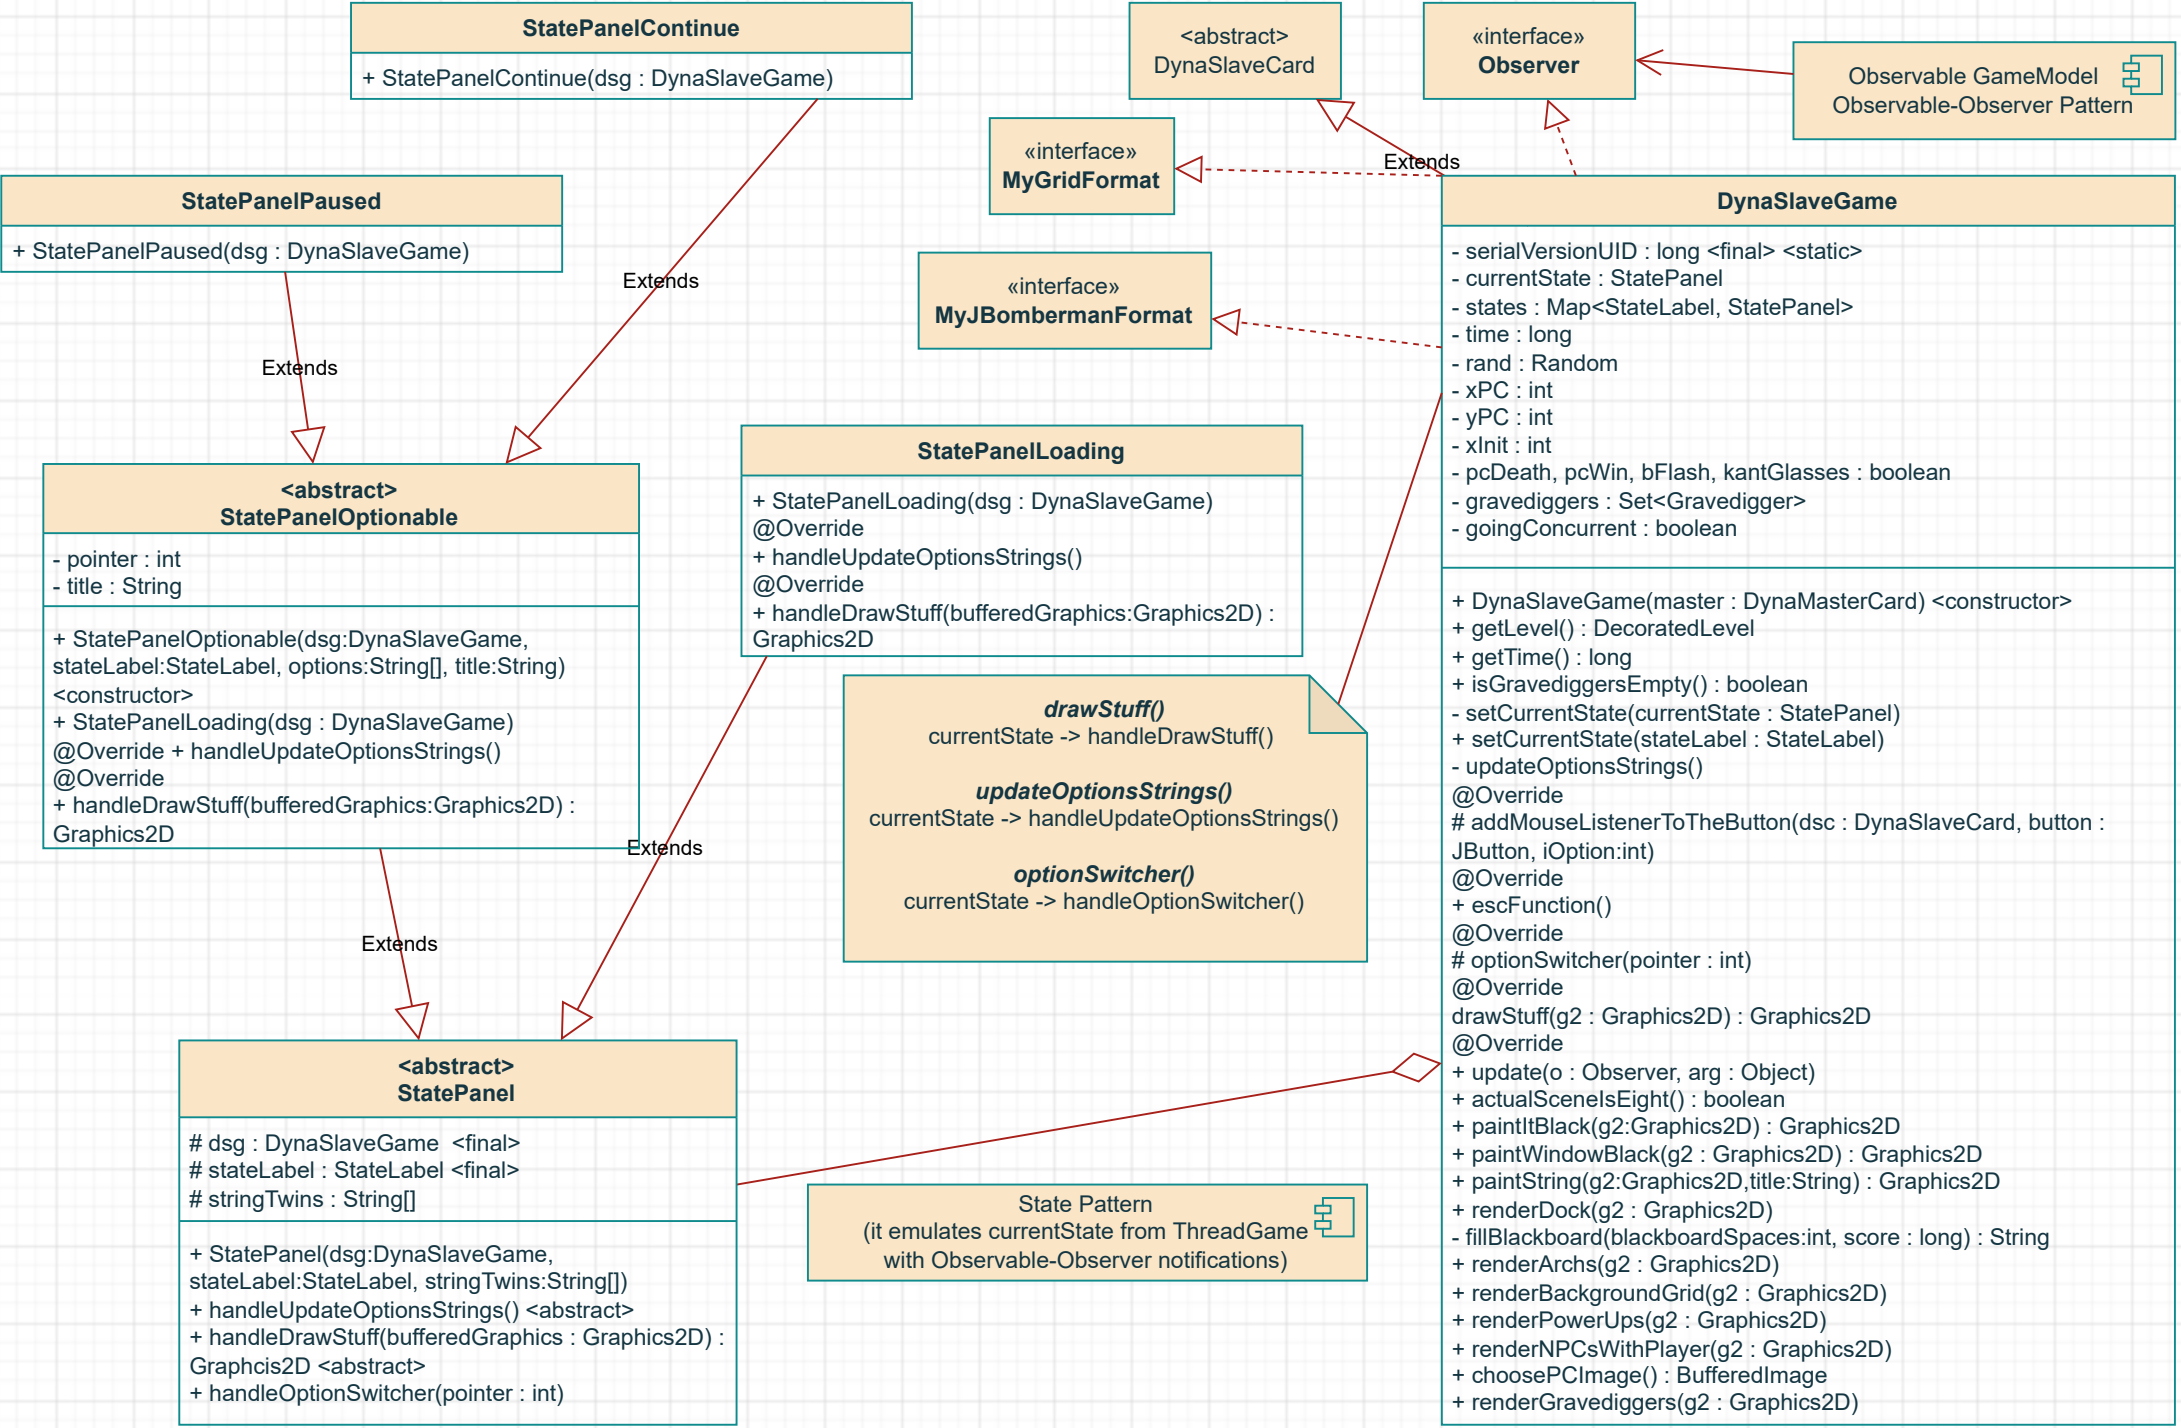 StatePanelContinue
+ StatePanelContinue(dsg : DynaSlaveGame)
<abstract>
DynaSlaveCard
«interface»
Observer
Observable GameModel
Observable-Observer Pattern
«interface»
MyGridFormat
Extends
StatePanelPaused
+ StatePanelPaused(dsg : DynaSlaveGame)
Extends
Extends
«interface»
MyJBombermanFormat
<abstract>
StatePanelOptionable
- pointer : int
- title : String
+ StatePanelOptionable(dsg:DynaSlaveGame,
stateLabel:StateLabel, options:String[], title:String)
<constructor>
+ StatePanelLoading(dsg : DynaSlaveGame)
@Override + handleUpdateOptionsStrings()
@Override
+ handleDrawStuff(bufferedGraphics:Graphics2D) :
Graphics2D
StatePanelLoading
+ StatePanelLoading(dsg : DynaSlaveGame)
@Override
+ handleUpdateOptionsStrings()
@Override
+ handleDrawStuff(bufferedGraphics:Graphics2D) :
Graphics2D
drawStuff()
currentState -> handleDrawStuff()
updateOptionsStrings()
currentState -> handleUpdateOptionsStrings()
optionSwitcher()
currentState -> handleOptionSwitcher()
Extends
Extends
<abstract>
StatePanel
# dsg : DynaSlaveGame  <final>
# stateLabel : StateLabel <final>
# stringTwins : String[]
+ StatePanel(dsg:DynaSlaveGame,
stateLabel:StateLabel, stringTwins:String[])
+ handleUpdateOptionsStrings() <abstract>
+ handleDrawStuff(bufferedGraphics : Graphics2D) :
Graphcis2D <abstract>
+ handleOptionSwitcher(pointer : int)
State Pattern
(it emulates currentState from ThreadGame
with Observable-Observer notifications)
DynaSlaveGame
- serialVersionUID : long <final> <static>
- currentState : StatePanel
- states : Map<StateLabel, StatePanel>
- time : long
- rand : Random
- xPC : int
- yPC : int
- xInit : int
- pcDeath, pcWin, bFlash, kantGlasses : boolean
- gravediggers : Set<Gravedigger>
- goingConcurrent : boolean
+ DynaSlaveGame(master : DynaMasterCard) <constructor>
+ getLevel() : DecoratedLevel
+ getTime() : long
+ isGravediggersEmpty() : boolean
- setCurrentState(currentState : StatePanel)
+ setCurrentState(stateLabel : StateLabel)
- updateOptionsStrings()
@Override
# addMouseListenerToTheButton(dsc : DynaSlaveCard, button :
JButton, iOption:int)
@Override
+ escFunction()
@Override
# optionSwitcher(pointer : int)
@Override
drawStuff(g2 : Graphics2D) : Graphics2D
@Override
+ update(o : Observer, arg : Object)
+ actualSceneIsEight() : boolean
+ paintItBlack(g2:Graphics2D) : Graphics2D
+ paintWindowBlack(g2 : Graphics2D) : Graphics2D
+ paintString(g2:Graphics2D,title:String) : Graphics2D
+ renderDock(g2 : Graphics2D)
- fillBlackboard(blackboardSpaces:int, score : long) : String
+ renderArchs(g2 : Graphics2D)
+ renderBackgroundGrid(g2 : Graphics2D)
+ renderPowerUps(g2 : Graphics2D)
+ renderNPCsWithPlayer(g2 : Graphics2D)
+ choosePCImage() : BufferedImage
+ renderGravediggers(g2 : Graphics2D)